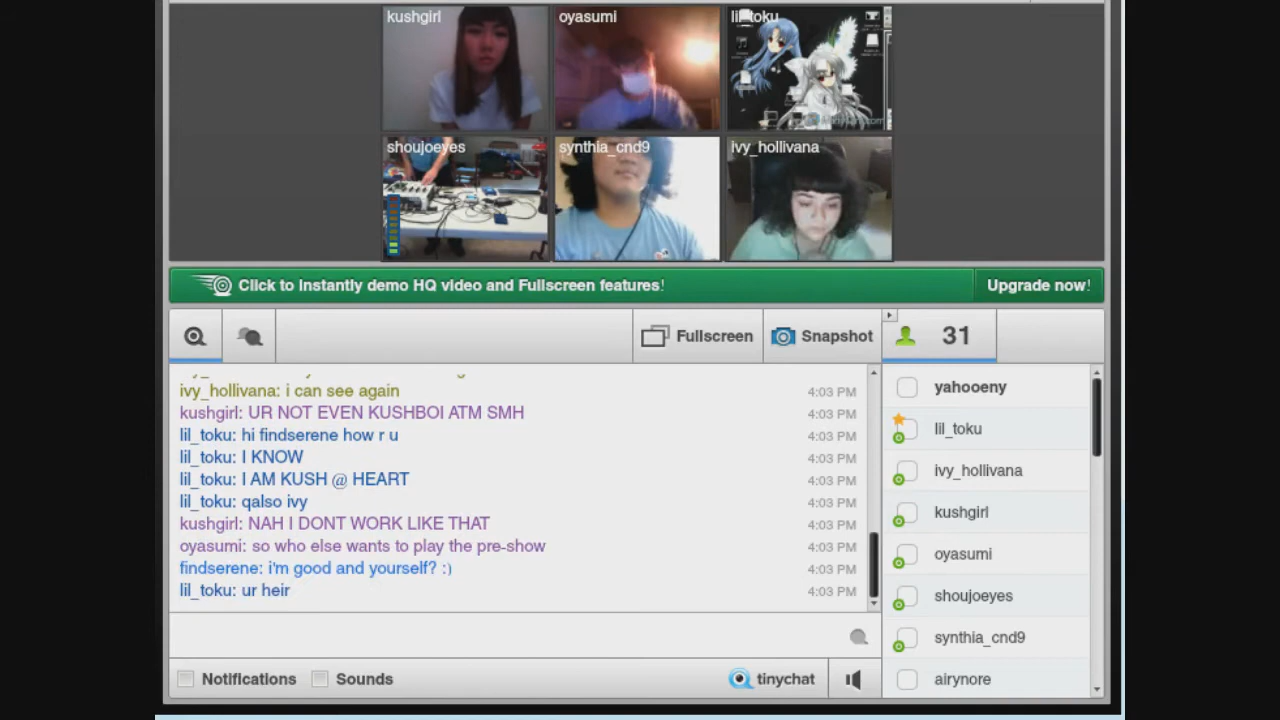 kushgirl
oyasumi
lil_toku
shoujoeyes
synthia_cnd9
ivy_hollivana
Click to instantly demo HQ video and Fullscreen features!
Upgrade now!
Fullscreen
Snapshot
31
ivy_hollivana: i can see again 4:03 PM
kushgirl: UR NOT EVEN KUSHBOI ATM SMH 4:03 PM
lil_toku: hi findserene how r u 4:03 PM
lil_toku: I KNOW 4:03 PM
lil_toku: I AM KUSH @ HEART 4:03 PM
lil_toku: qalso ivy 4:03 PM
kushgirl: NAH I DONT WORK LIKE THAT 4:03 PM
oyasumi: so who else wants to play the pre-show 4:03 PM
findserene: i'm good and yourself? :) 4:03 PM
lil_toku: ur heir 4:03 PM
yahooeny
lil_toku
ivy_hollivana
kushgirl
oyasumi
shoujoeyes
synthia_cnd9
airynore
Notifications
Sounds
tinychat